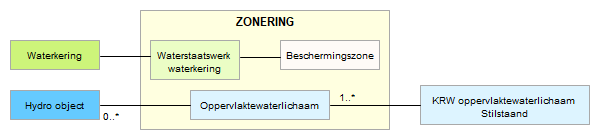 ZONERING
Waterkering
Waterstaatswerk
waterkering
Beschermingszone
Hydro object
0..*
Oppervlaktewaterlichaam
1..*
KRW oppervlaktewaterlichaam
Stilstaand